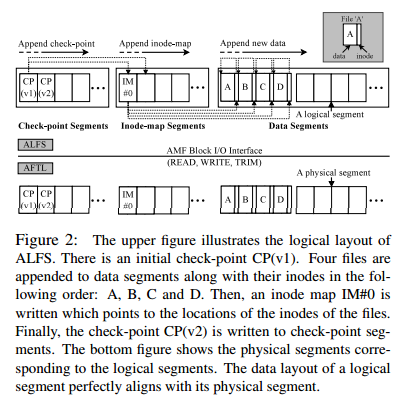 File 'A'
A
data inode
Append check-point Append inode-map Append new data
CP CP IM A B C D
(v1) (v2) ••• #0 ••• ••• •••
A logical segment
Check-point Segments Inode-map Segments Data Segments
ALFS AMF Block I/O Interface
AFTL (READ, WRITE, TRIM)
A physical segment
CP CP IM A B C D
(v1) (v2) ••• #0 ••• ••• •••
Figure 2: The upper figure illustrates the logical layout of
ALFS. There is an initial check-point CP(v1). Four files are
appended to data segments along with their inodes in the fol-
lowing order: A, B, C and D. Then, an inode map IM#0 is
written which points to the locations of the inodes of the files.
Finally, the check-point CP(v2) is written to check-point seg-
ments. The bottom figure shows the physical segments corre-
sponding to the logical segments. The data layout of a logical
segment perfectly aligns with its physical segment.